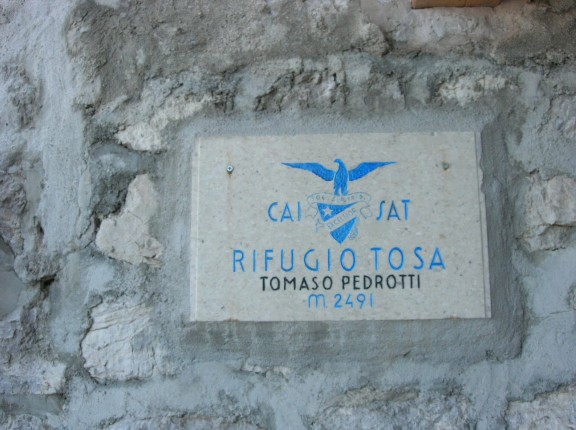 CAI SAT
RIFUGIO TOSA
TOMASO PEDROTTI
m 2491